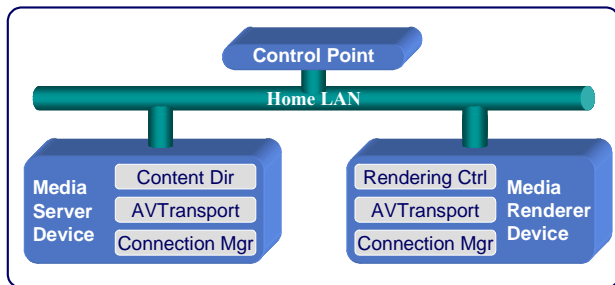 Control Point
Home LAN
Media
Server
Device
Content Dir
AVTransport
Connection Mgr
Rendering Ctrl
AVTransport
Connection Mgr
Media
Renderer
Device